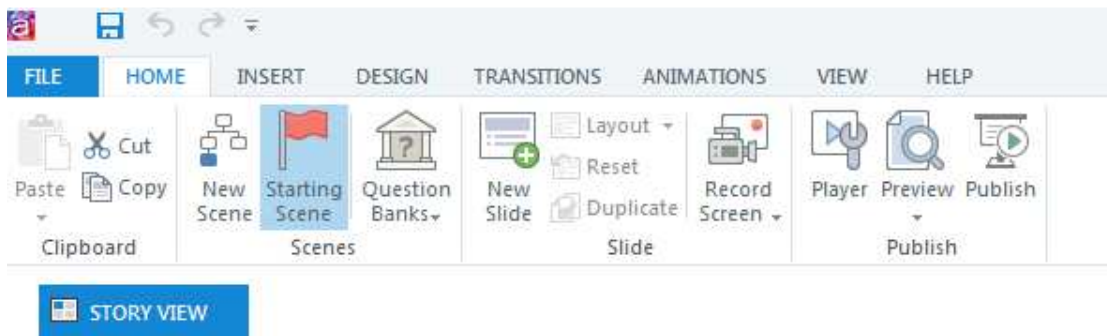 FILE HOME INSERT DESIGN TRANSITIONS ANIMATIONS VIEW HELP
Paste
Cut
Copy
Clipboard
New
Scene
Starting
Scene
Question
Banks
Scenes
New
Slide
Layout
Reset
Duplicate
Record
Screen
Slide
Player
Preview
Publish
Publish
STORY VIEW